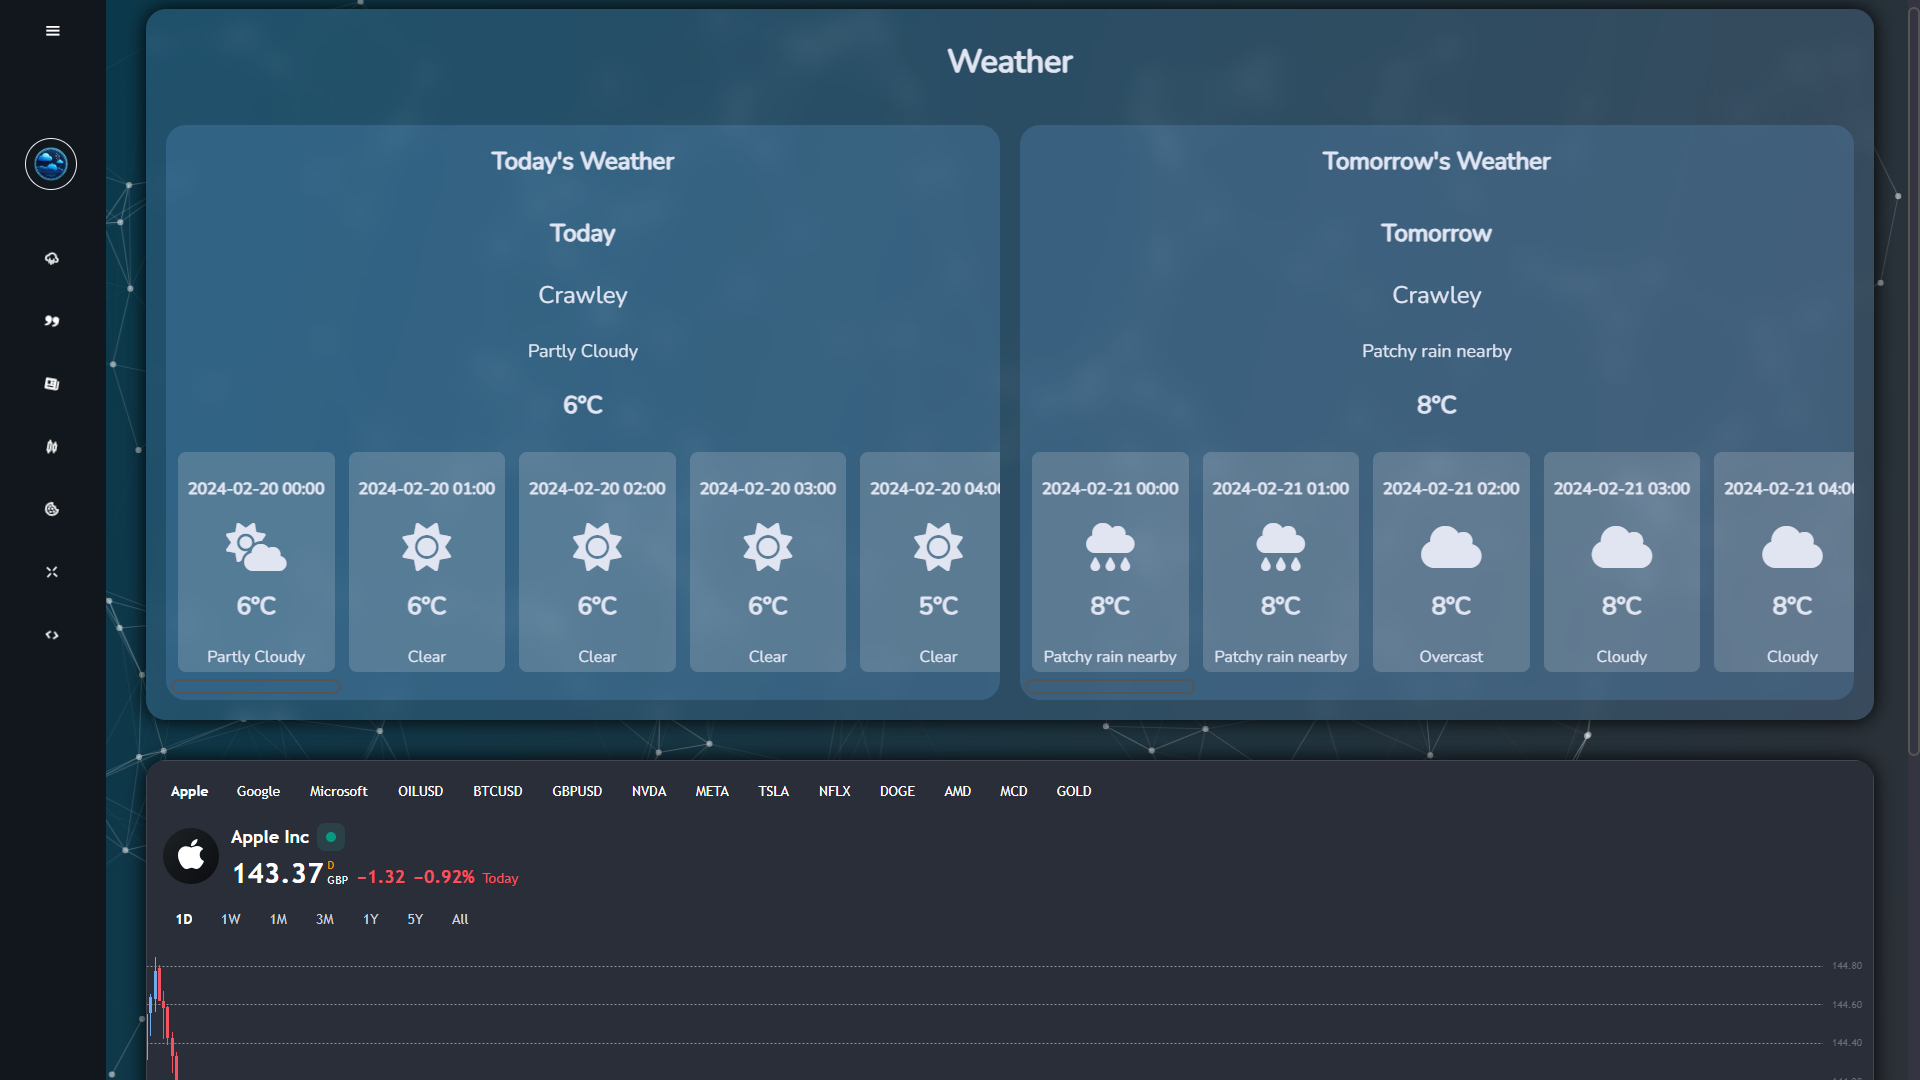 Weather
Today's Weather
Today
Crawley
Partly Cloudy
6°C
2024-02-20 00:00
6°C
Partly Cloudy
2024-02-20 01:00
6°C
Clear
2024-02-20 02:00
6°C
Clear
2024-02-20 03:00
6°C
Clear
2024-02-20 04:00
5°C
Clear
Tomorrow's Weather
Tomorrow
Crawley
Patchy rain nearby
8°C
2024-02-21 00:00
8°C
Patchy rain nearby
2024-02-21 01:00
8°C
Patchy rain nearby
2024-02-21 02:00
8°C
Overcast
2024-02-21 03:00
8°C
Cloudy
2024-02-21 04:00
8°C
Cloudy
Apple Google Microsoft OILUSD BTCUSD GBPUSD NVDA META TSLA NFLX DOGE AMD MCD GOLD
Apple Inc
143.37 D GBP −1.32 −0.92% Today
1D 1W 1M 3M 1Y 5Y All
144.80
144.60
144.40